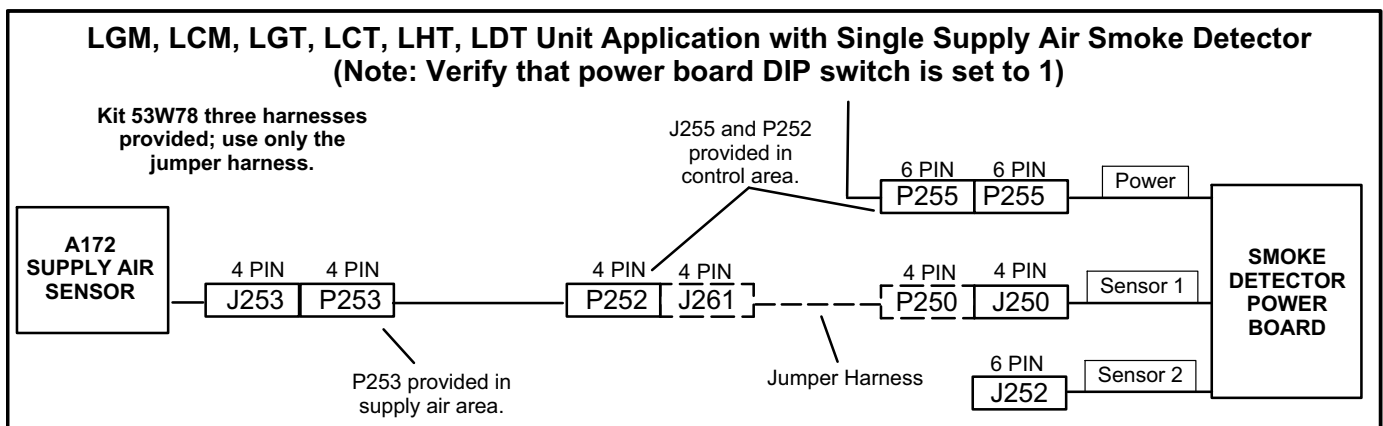 LGM, LCM, LGT, LCT, LHT, LDT Unit Application with Single Supply Air Smoke Detector
(Note: Verify that power board DIP switch is set to 1)
Kit 53W78 three harnesses
provided; use only the
jumper harness.
J255 and P252
provided in
control area.
6 PIN 6 PIN
P255 P255
Power
A172
SUPPLY AIR
SENSOR
4 PIN 4 PIN
J253 P253
4 PIN 4 PIN
P252 J261
4 PIN 4 PIN
P250 J250
Sensor 1
SMOKE
DETECTOR
POWER
BOARD
P253 provided in
supply air area.
Jumper Harness
6 PIN
J252
Sensor 2